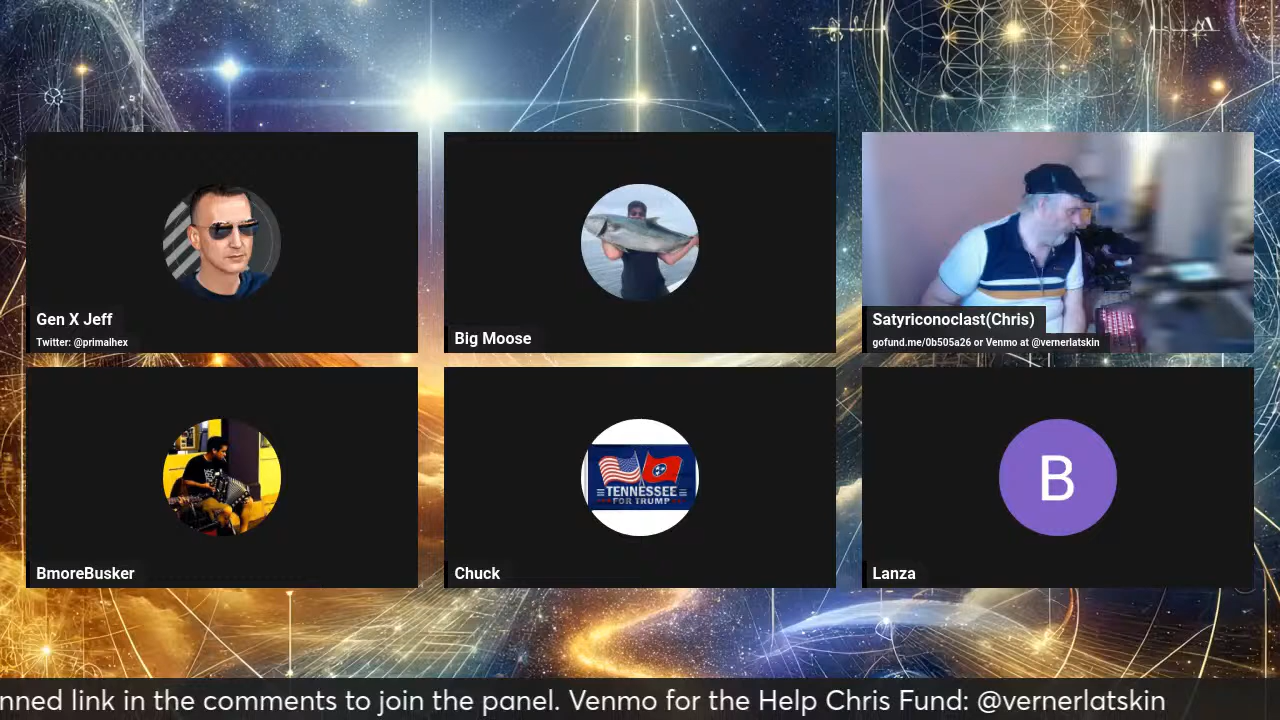 Gen X Jeff
Twitter: @primalhex
Big Moose
Satyriconoclast(Chris)
gofund.me/0b505a26 or Venmo at @vernerlatskin
BmoreBusker
TENNESSEE
FOR TRUMP
Chuck
B
Lanza
nned link in the comments to join the panel. Venmo for the Help Chris Fund: @vernerlatskin